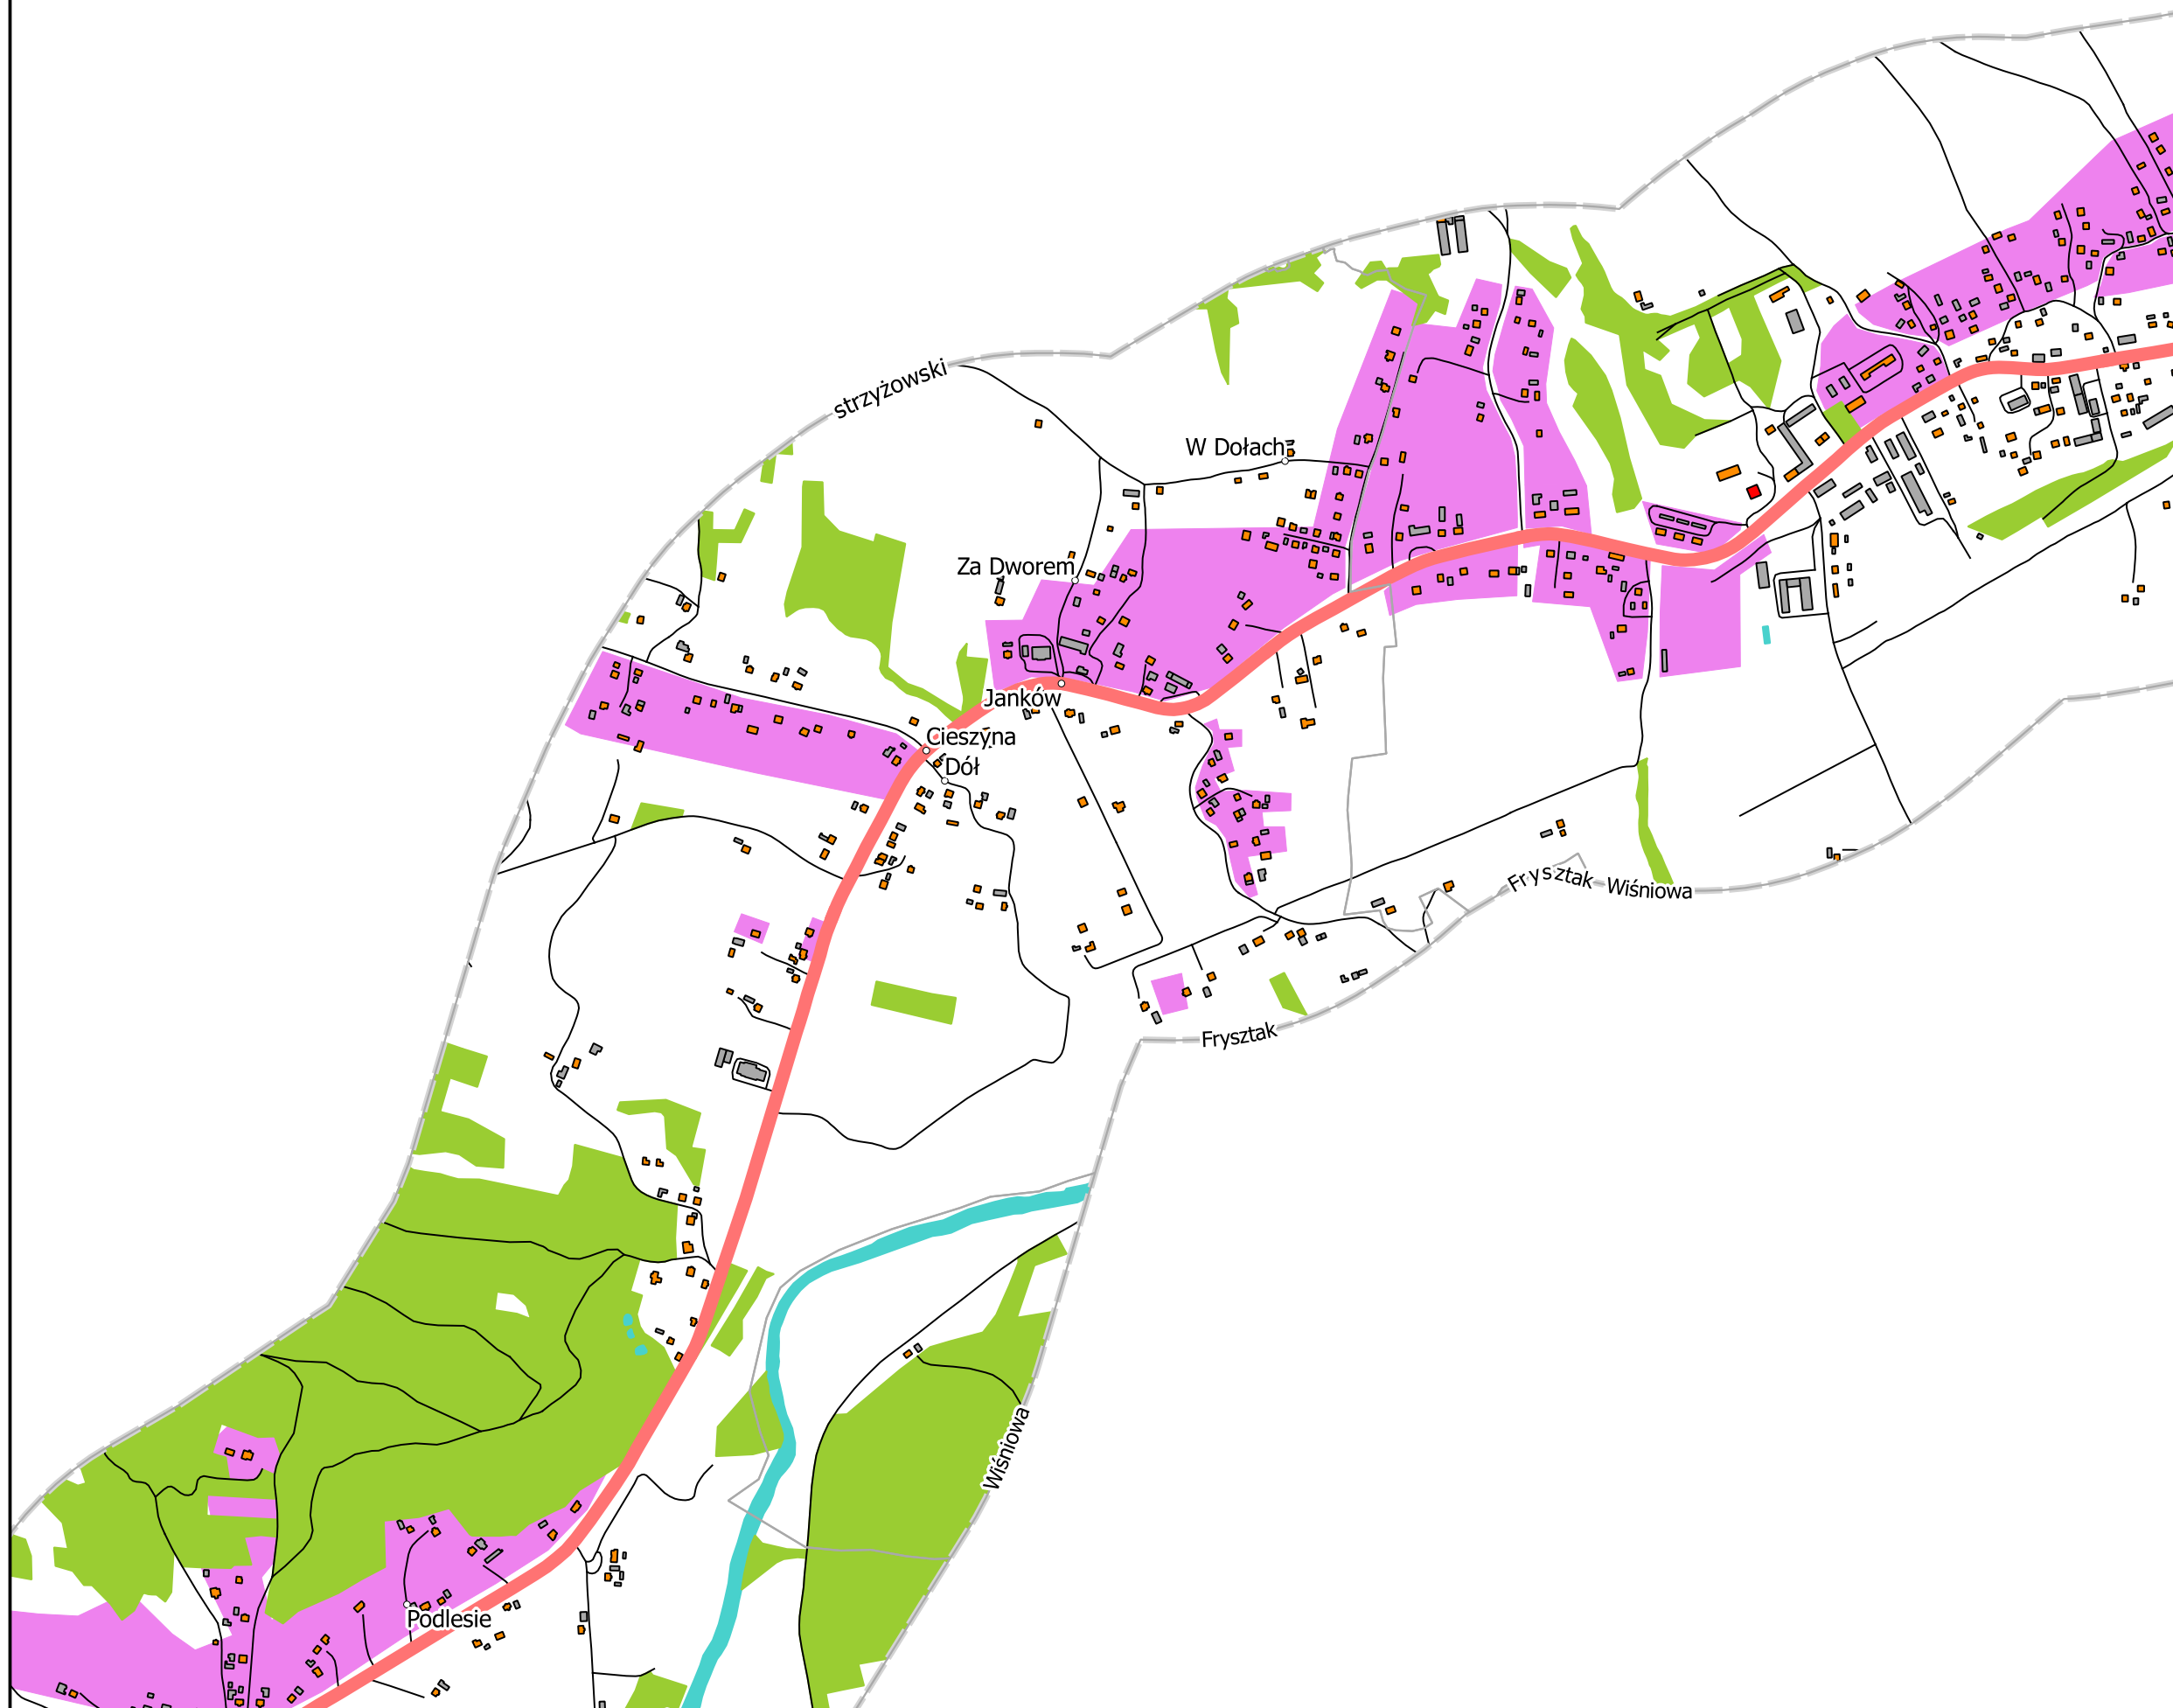 strzyżowski
W Dołach
Za Dworem
Janków
Cieszyna
Dół
Frysztak
Wiśniowa
Frysztak
Wiśniowa
Podlesie